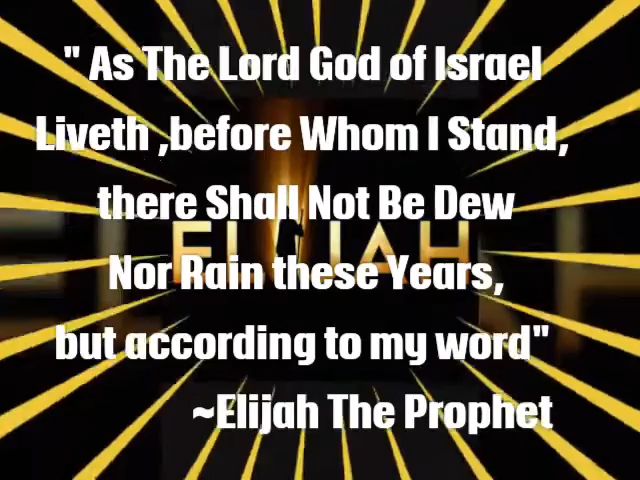 " As The Lord God of Israel
Liveth ,before Whom I Stand,
there Shall Not Be Dew
ELIJAH
Nor Rain these Years,
but according to my word"
~Elijah The Prophet